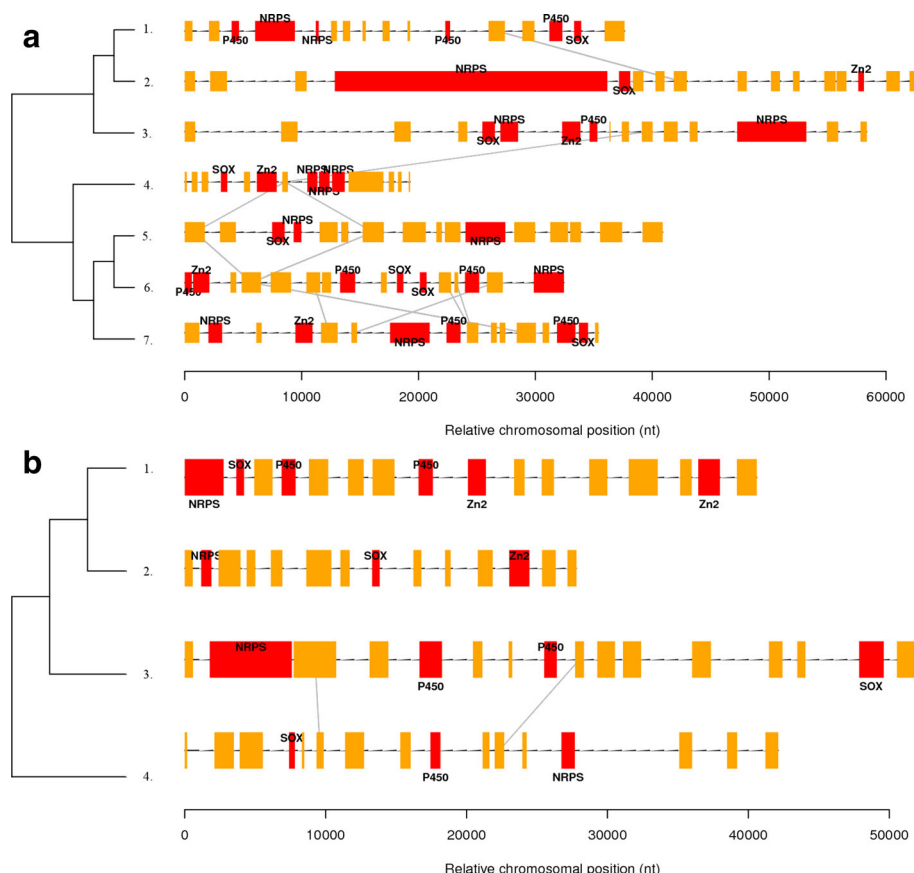 a
1. P450 NRPS NRPS P450 P450 SOX
2. NRPS SOX Zn2
3. SOX NRPS Zn2 P450 NRPS
4. SOX Zn2 NRPS NRPS NRPS
5. SOX NRPS NRPS
6. P450 Zn2 P450 SOX SOX P450 NRPS
7. NRPS Zn2 NRPS P450 P450 SOX
0 10000 20000 30000 40000 50000 60000
Relative chromosomal position (nt)
b
1. NRPS SOX P450 P450 Zn2 Zn2
2. NRPS SOX Zn2
3. NRPS P450 P450 SOX
4. SOX P450 NRPS
0 10000 20000 30000 40000 50000
Relative chromosomal position (nt)